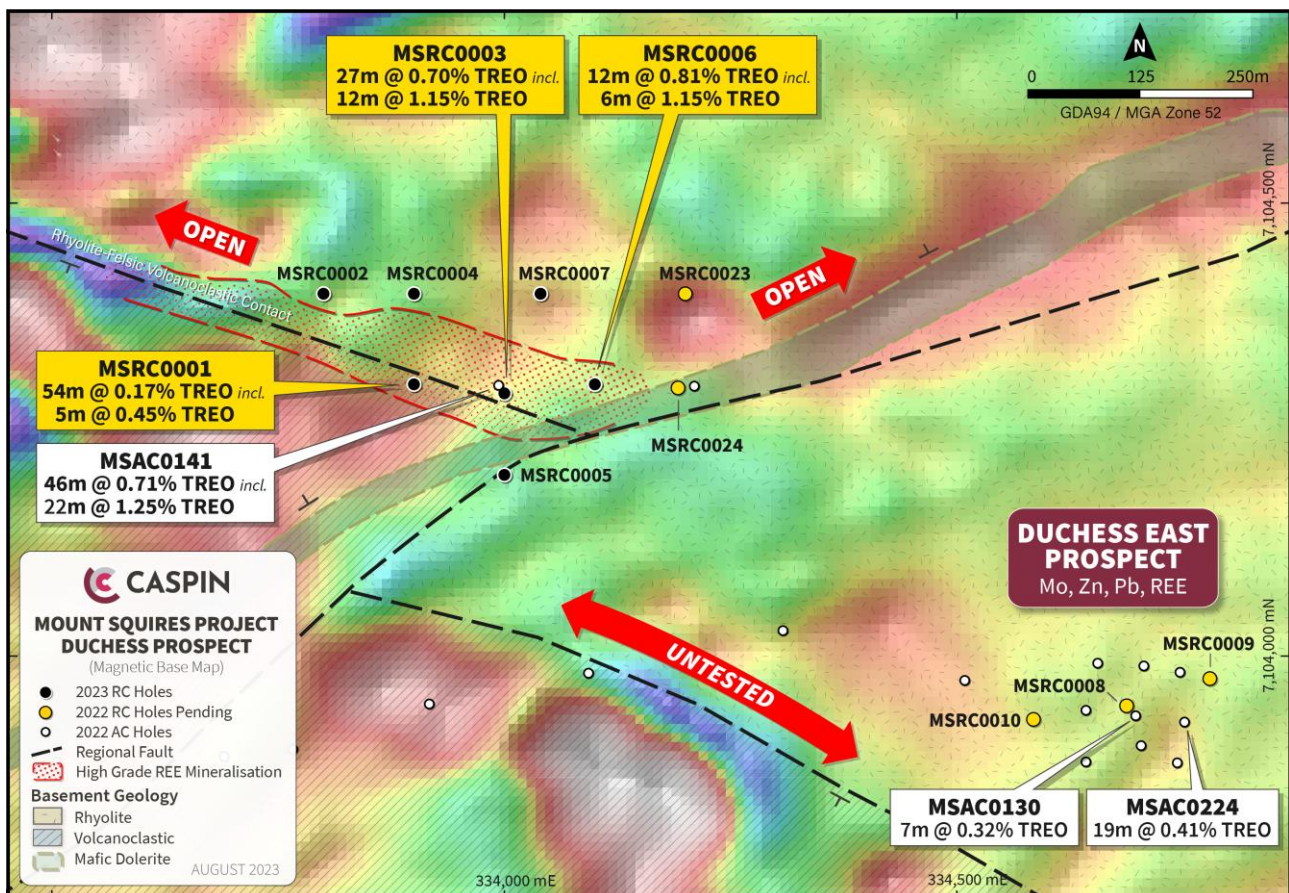 MSRC0003
27m @ 0.70% TREO incl.
12m @ 1.15% TREO
MSRC0006
12m @ 0.81% TREO incl.
6m @ 1.15% TREO
N
0 125 250m
GDA94 / MGA Zone 52
7,104,500 mN
OPEN
Rhyolite-Felsic Volcanoclastic Contact
MSRC0002
MSRC0004
MSRC0007
MSRC0023
OPEN
MSRC0001
54m @ 0.17% TREO incl.
5m @ 0.45% TREO
MSAC0141
46m @ 0.71% TREO incl.
22m @ 1.25% TREO
MSRC0024
MSRC0005
DUCHESS EAST
PROSPECT
Mo, Zn, Pb, REE
7,104,000 mN
UNTESTED
MSRC0009
MSRC0008
MSRC0010
MSAC0130
7m @ 0.32% TREO
MSAC0224
19m @ 0.41% TREO
CASPIN
MOUNT SQUIRES PROJECT
DUCHESS PROSPECT
(Magnetic Base Map)
2023 RC Holes
2022 RC Holes Pending
2022 AC Holes
Regional Fault
High Grade REE Mineralisation
Basement Geology
Rhyolite
Volcanoclastic
Mafic Dolerite
AUGUST 2023
334,000 mE
334,500 mE